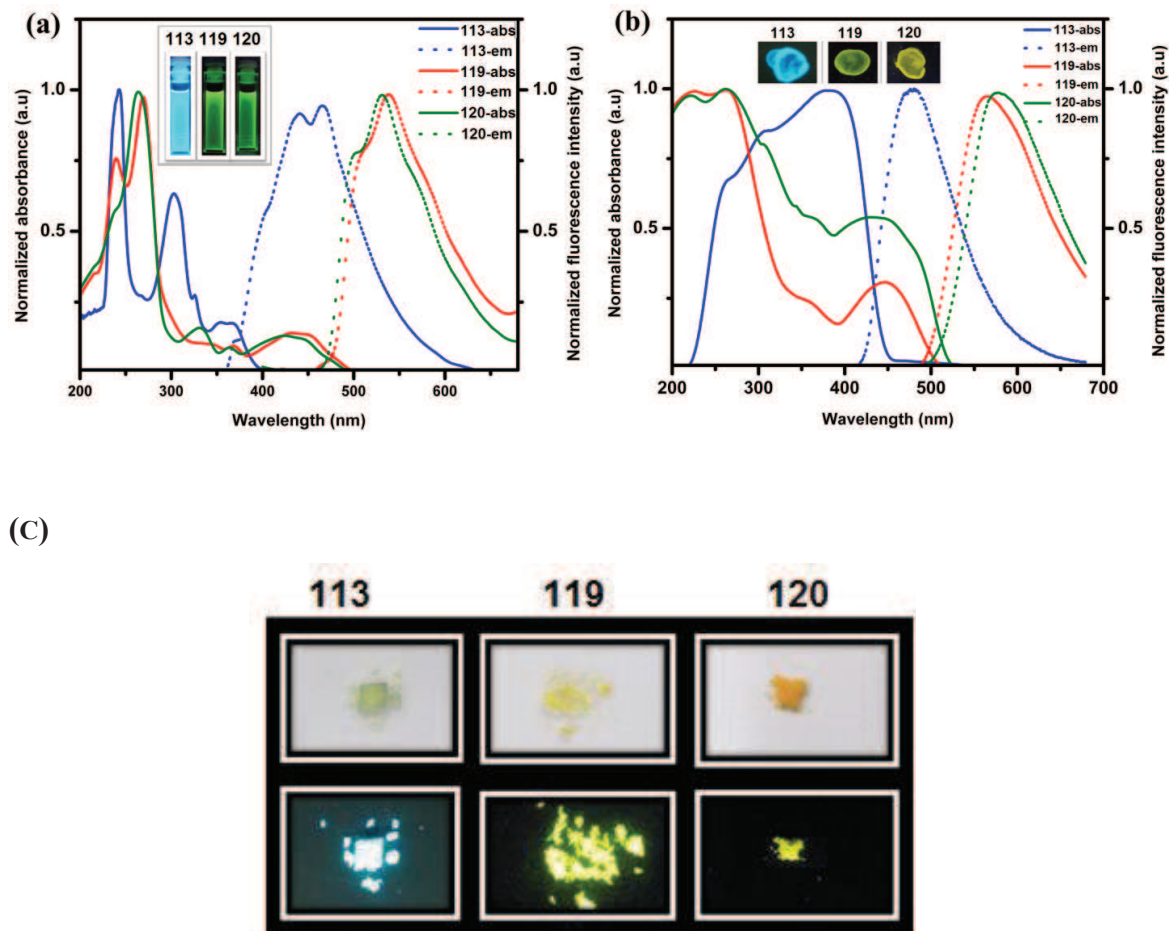 (a)
113 119 120
113-abs
113-em
119-abs
119-em
120-abs
120-em
Normalized absorbance (a.u)
1.0
0.5
1.0
0.5
Normalized fluorescence intensity (a.u)
200 300 400 500 600
Wavelength (nm)
(b)
113 119 120
113-abs
113-em
119-abs
119-em
120-abs
120-em
Normalized absorbance (a.u)
1.0
0.5
1.0
0.5
Normalized fluorescence intensity (a.u)
200 300 400 500 600 700
Wavelength (nm)
(C)
113 119 120